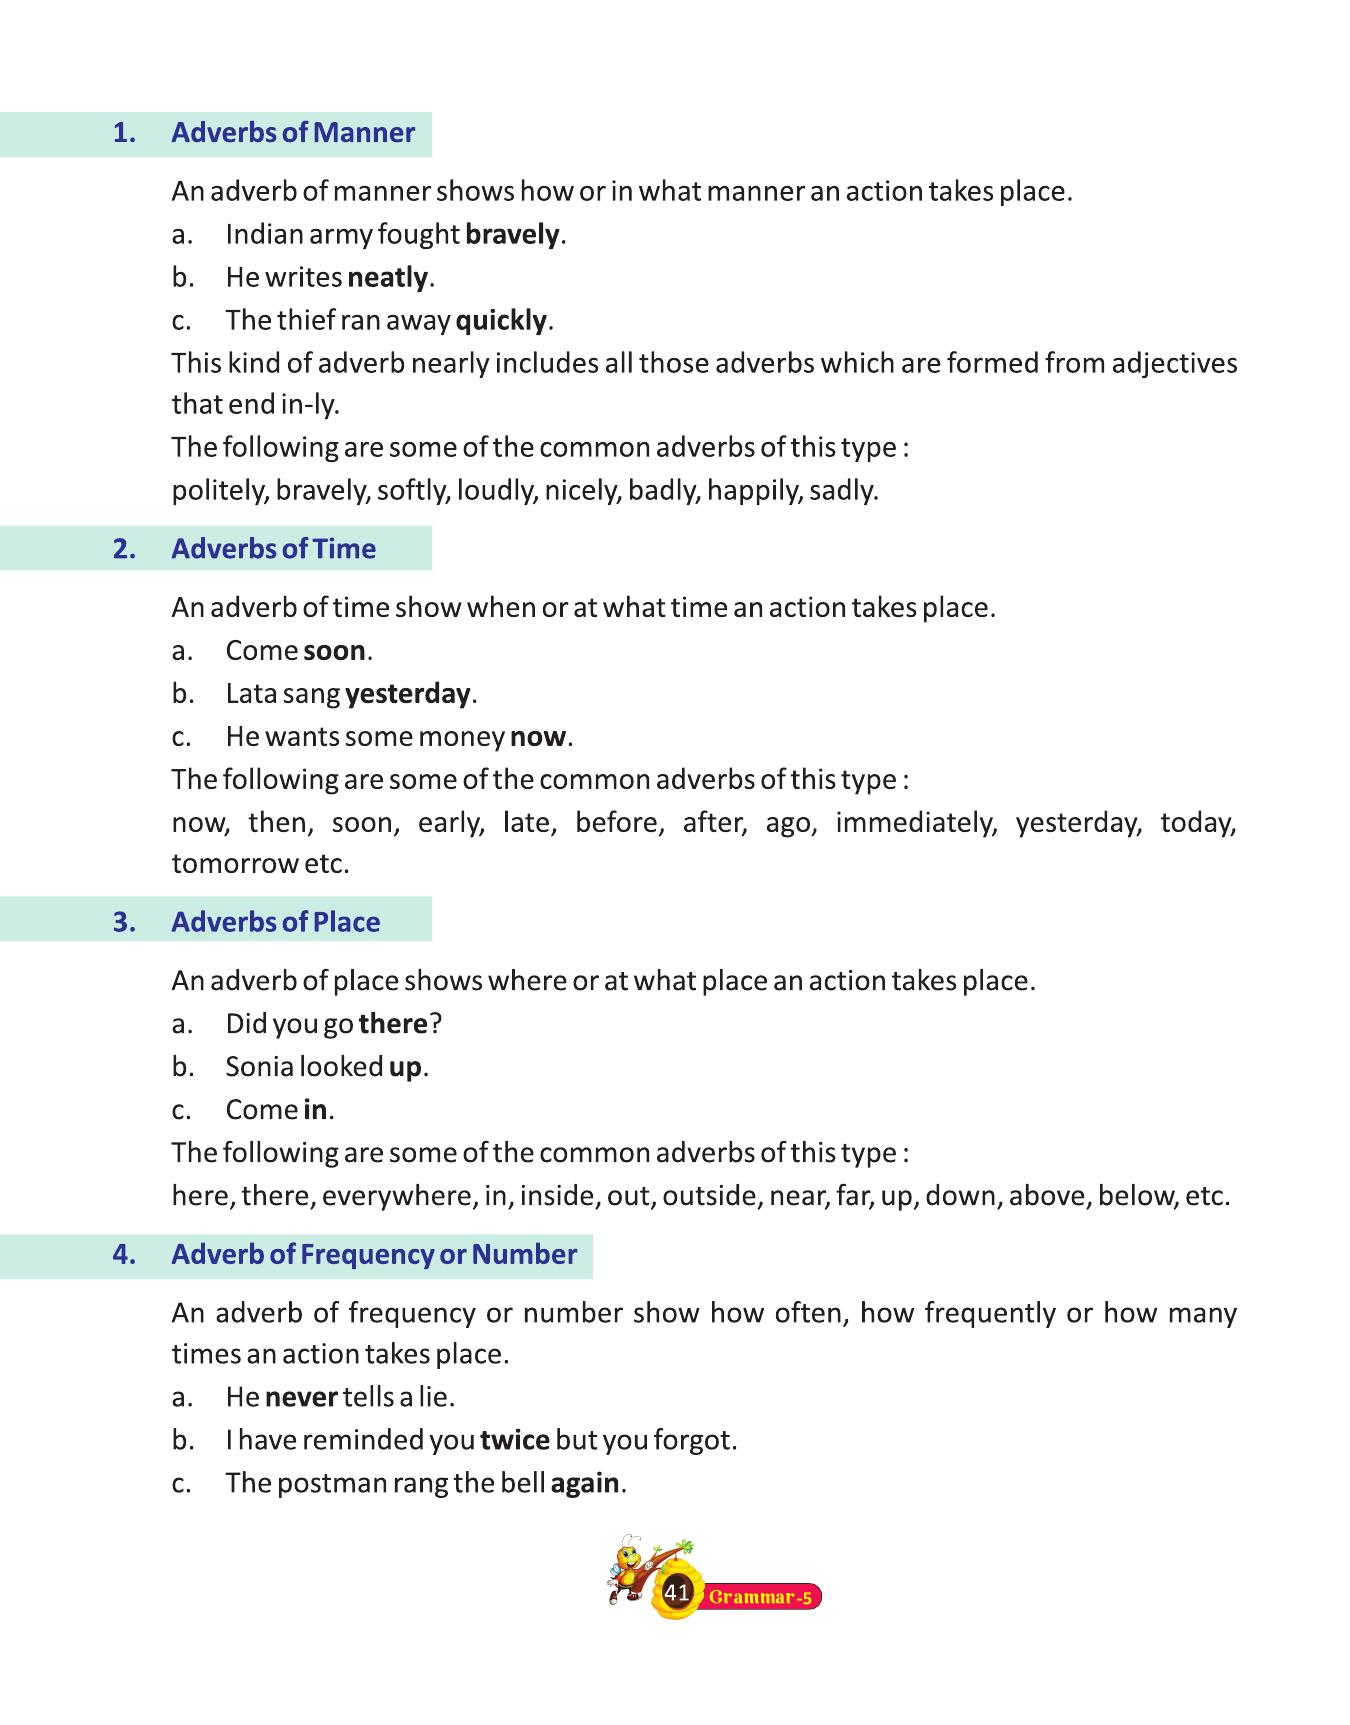 1. Adverbs of Manner
An adverb of manner shows how or in what manner an action takes place.
a. Indian army fought bravely.
b. He writes neatly.
c. The thief ran away quickly.
This kind of adverb nearly includes all those adverbs which are formed from adjectives
that end in-ly.
The following are some of the common adverbs of this type :
politely, bravely, softly, loudly, nicely, badly, happily, sadly.
2. Adverbs of Time
An adverb of time show when or at what time an action takes place.
a. Come soon.
b. Lata sang yesterday.
c. He wants some money now.
The following are some of the common adverbs of this type :
now, then, soon, early, late, before, after, ago, immediately, yesterday, today,
tomorrow etc.
3. Adverbs of Place
An adverb of place shows where or at what place an action takes place.
a. Did you go there?
b. Sonia looked up.
c. Come in.
The following are some of the common adverbs of this type :
here, there, everywhere, in, inside, out, outside, near, far, up, down, above, below, etc.
4. Adverb of Frequency or Number
An adverb of frequency or number show how often, how frequently or how many
times an action takes place.
a. He never tells a lie.
b. I have reminded you twice but you forgot.
c. The postman rang the bell again.
41 Grammar-5